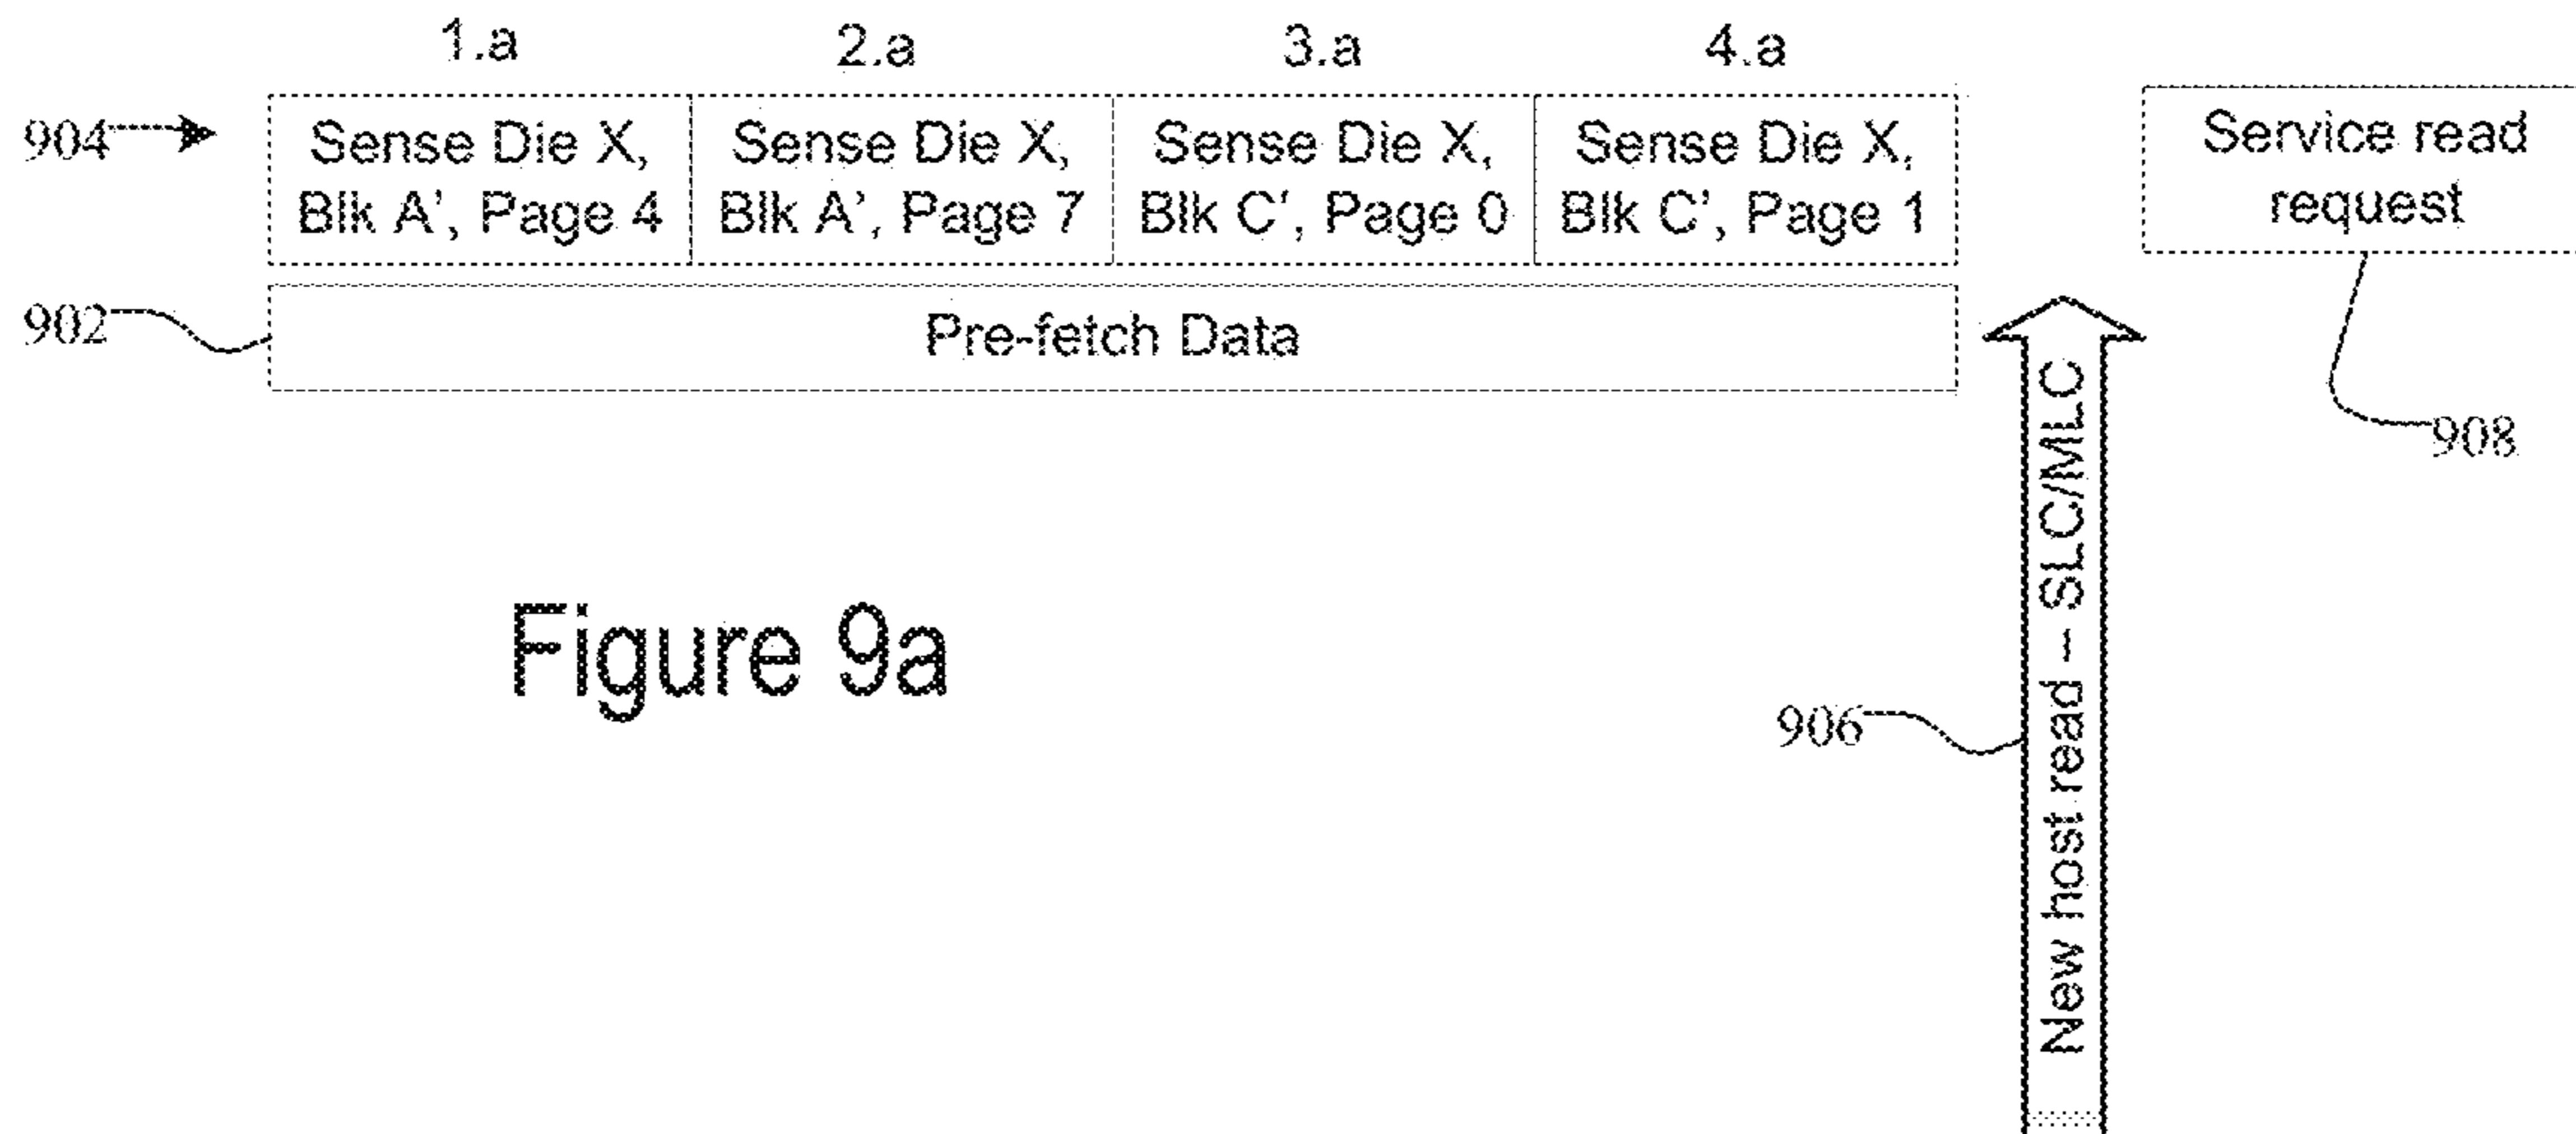 1.a 2.a 3.a 4.a
904
Sense Die X,
Blk A', Page 4
Sense Die X,
Blk A', Page 7
Sense Die X,
Blk C', Page 0
Sense Die X,
Blk C', Page 1
Service read
request
902
Pre-fetch Data
908
New host read – SLC/MLC
906
Figure 9a